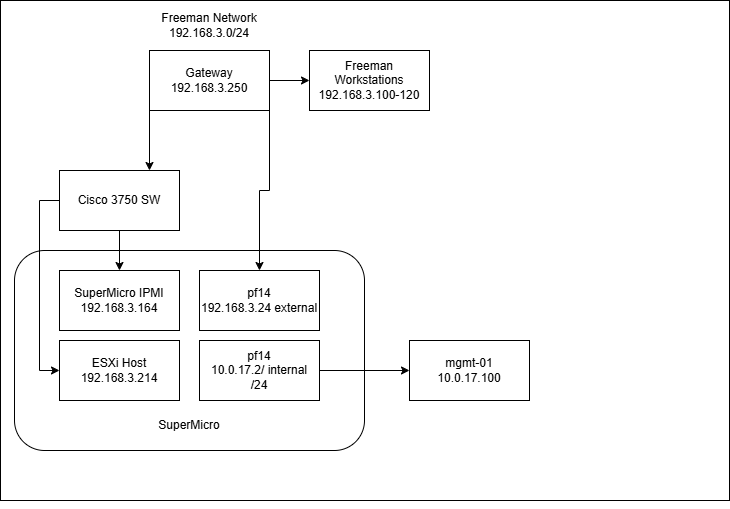 Freeman Network
192.168.3.0/24
Gateway
192.168.3.250
Freeman
Workstations
192.168.3.100-120
Cisco 3750 SW
SuperMicro IPMI
192.168.3.164
pf14
192.168.3.24 external
ESXi Host
192.168.3.214
pf14
10.0.17.2/ internal
/24
mgmt-01
10.0.17.100
SuperMicro